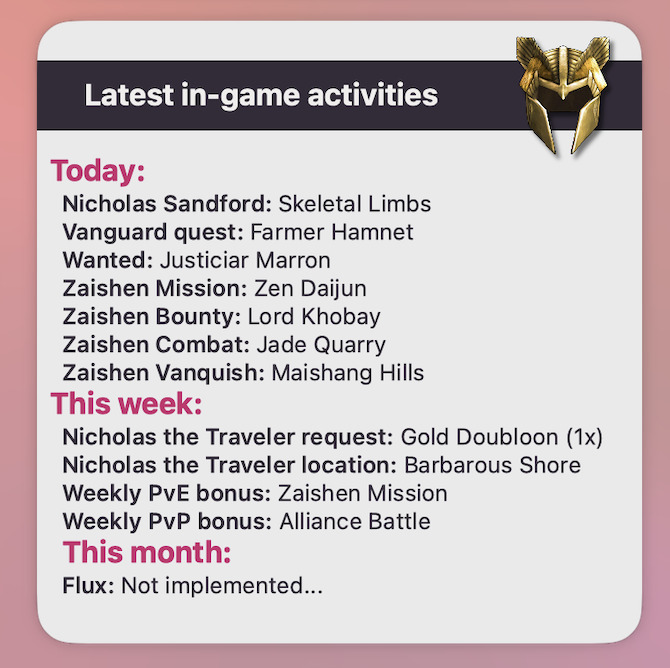 Latest in-game activities
Today:
Nicholas Sandford: Skeletal Limbs
Vanguard quest: Farmer Hamnet
Wanted: Justiciar Marron
Zaishen Mission: Zen Daijun
Zaishen Bounty: Lord Khobay
Zaishen Combat: Jade Quarry
Zaishen Vanquish: Maishang Hills
This week:
Nicholas the Traveler request: Gold Doubloon (1x)
Nicholas the Traveler location: Barbarous Shore
Weekly PvE bonus: Zaishen Mission
Weekly PvP bonus: Alliance Battle
This month:
Flux: Not implemented...